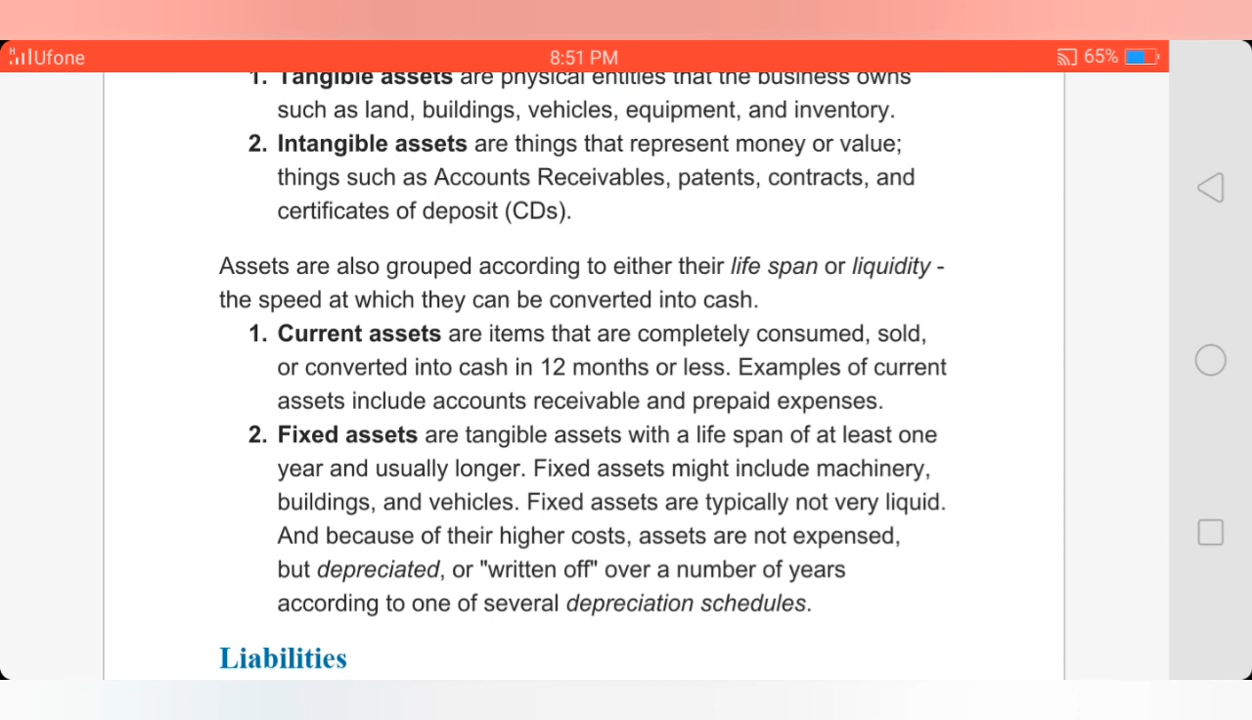 Ufone
8:51 PM
65%
1. Tangible assets are physical entities that the business owns
such as land, buildings, vehicles, equipment, and inventory.
2. Intangible assets are things that represent money or value;
things such as Accounts Receivables, patents, contracts, and
certificates of deposit (CDs).
Assets are also grouped according to either their life span or liquidity -
the speed at which they can be converted into cash.
1. Current assets are items that are completely consumed, sold,
or converted into cash in 12 months or less. Examples of current
assets include accounts receivable and prepaid expenses.
2. Fixed assets are tangible assets with a life span of at least one
year and usually longer. Fixed assets might include machinery,
buildings, and vehicles. Fixed assets are typically not very liquid.
And because of their higher costs, assets are not expensed,
but depreciated, or "written off" over a number of years
according to one of several depreciation schedules.
Liabilities